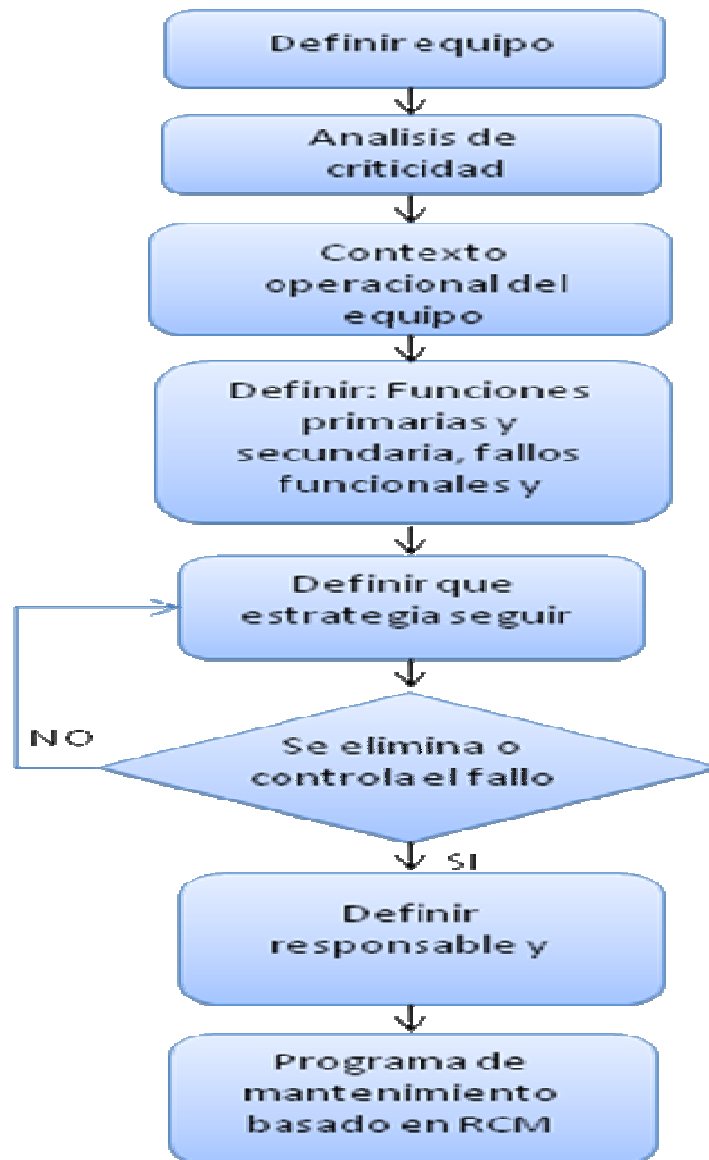 Definir equipo
Analisis de
criticidad
Contexto
operacional del
equipo
Definir: Funciones
primarias y
secundaria, fallos
funcionales y
Definir que
estrategia seguir
Se elimina o
controla el fallo
NO
SI
Definir
responsable y
Programa de
mantenimiento
basado en RCM